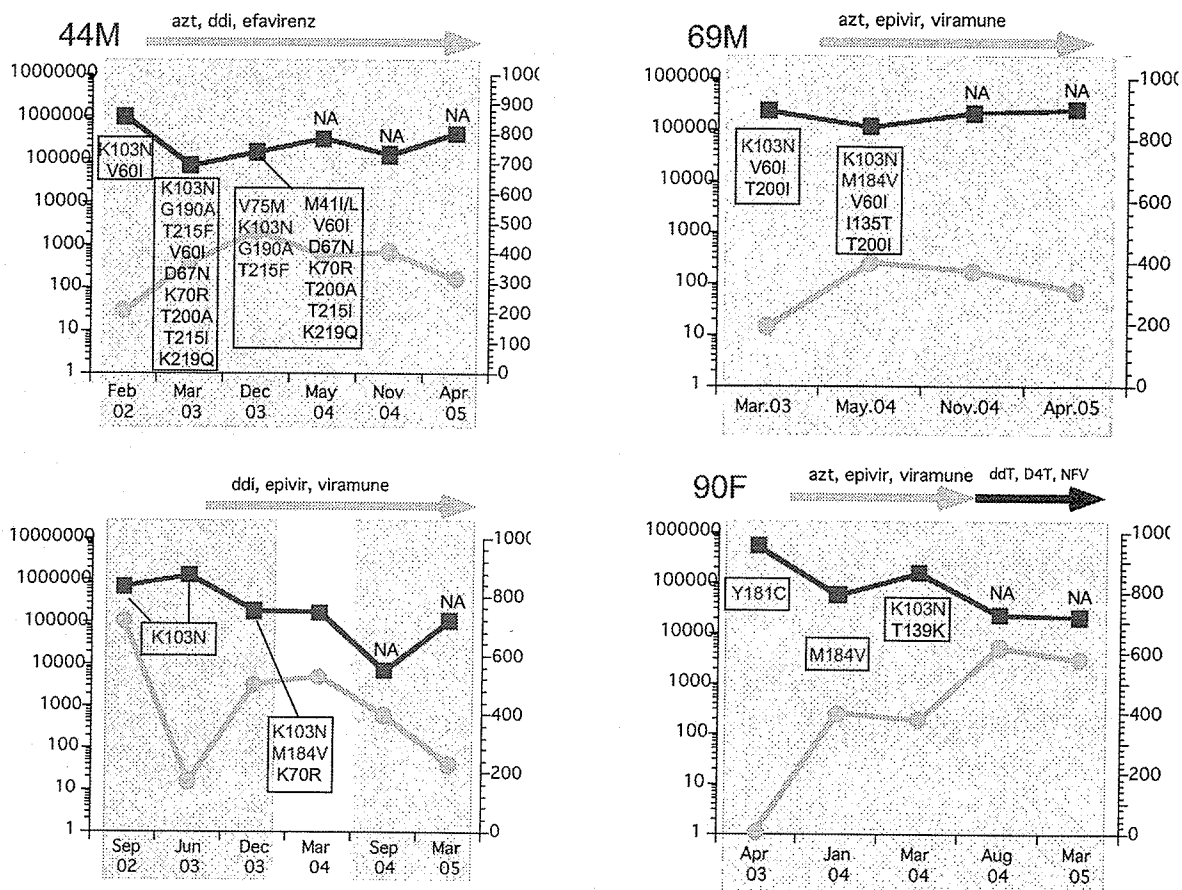 44M
azt, ddi, efavirenz
1000000
100000
100000
10000
1000
100
10
1
1000
900
800
700
600
500
400
300
200
100
0
NA
NA
NA
K103N
V60I
K103N
G190A
T215F
V60I
D67N
K70R
T200A
T215I
K219Q
V75M
K103N
G190A
T215F
M41I/L
V60I
D67N
K70R
T200A
T215I
K219Q
Feb 02
Mar 03
Dec 03
May 04
Nov 04
Apr 05
69M
azt, epivir, viramune
1000000
100000
10000
1000
100
10
1
1000
800
600
400
200
0
NA
NA
K103N
V60I
T200I
K103N
M184V
V60I
I135T
T200I
Mar.03
May.04
Nov.04
Apr.05
ddi, epivir, viramune
1000000
1000000
100000
10000
1000
100
10
1
1000
800
600
400
200
0
NA
NA
K103N
K103N
M184V
K70R
Sep 02
Jun 03
Dec 03
Mar 04
Sep 04
Mar 05
90F
azt, epivir, viramune
ddT, D4T, NFV
1000000
100000
10000
1000
100
10
1
1000
800
600
400
200
0
NA
NA
Y181C
M184V
K103N
T139K
Apr 03
Jan 04
Mar 04
Aug 04
Mar 05